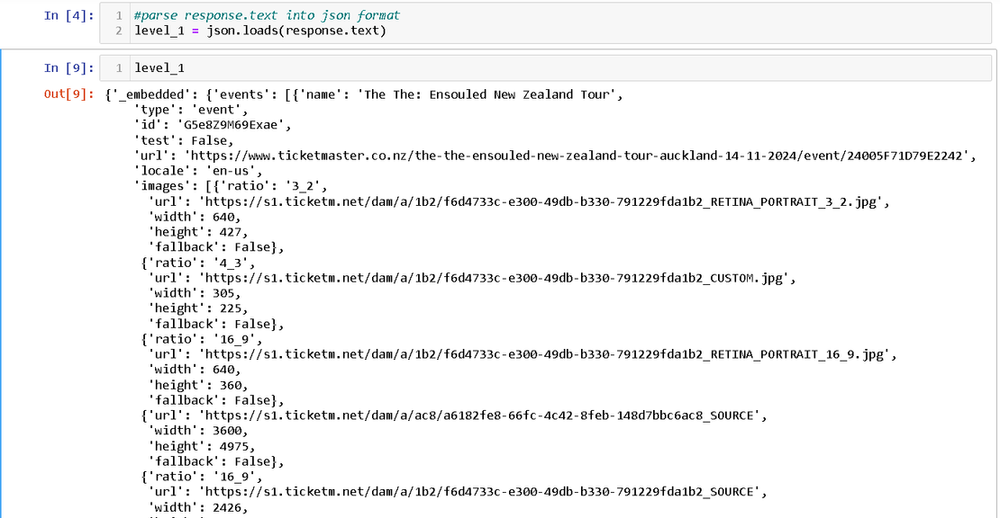 In [4]:
1 #parse response.text into json format
2 level_1 = json.loads(response.text)
In [9]:
1 level_1
Out[9]: {'_embedded': {'events': [{'name': 'The The: Ensouled New Zealand Tour',
'type': 'event',
'id': 'G5e8Z9M69Exae',
'test': False,
'url': 'https://www.ticketmaster.co.nz/the-the-ensouled-new-zealand-tour-auckland-14-11-2024/event/24005F71D79E2242',
'locale': 'en-us',
'images': [{'ratio': '3_2',
'url': 'https://s1.ticketm.net/dam/a/1b2/f6d4733c-e300-49db-b330-791229fda1b2_RETINA_PORTRAIT_3_2.jpg',
'width': 640,
'height': 427,
'fallback': False},
{'ratio': '4_3',
'url': 'https://s1.ticketm.net/dam/a/1b2/f6d4733c-e300-49db-b330-791229fda1b2_CUSTOM.jpg',
'width': 305,
'height': 225,
'fallback': False},
{'ratio': '16_9',
'url': 'https://s1.ticketm.net/dam/a/1b2/f6d4733c-e300-49db-b330-791229fda1b2_RETINA_PORTRAIT_16_9.jpg',
'width': 640,
'height': 360,
'fallback': False},
{'url': 'https://s1.ticketm.net/dam/a/ac8/a6182fe8-66fc-4c42-8feb-148d7bbc6ac8_SOURCE',
'width': 3600,
'height': 4975,
'fallback': False},
{'ratio': '16_9',
'url': 'https://s1.ticketm.net/dam/a/1b2/f6d4733c-e300-49db-b330-791229fda1b2_SOURCE',
'width': 2426,